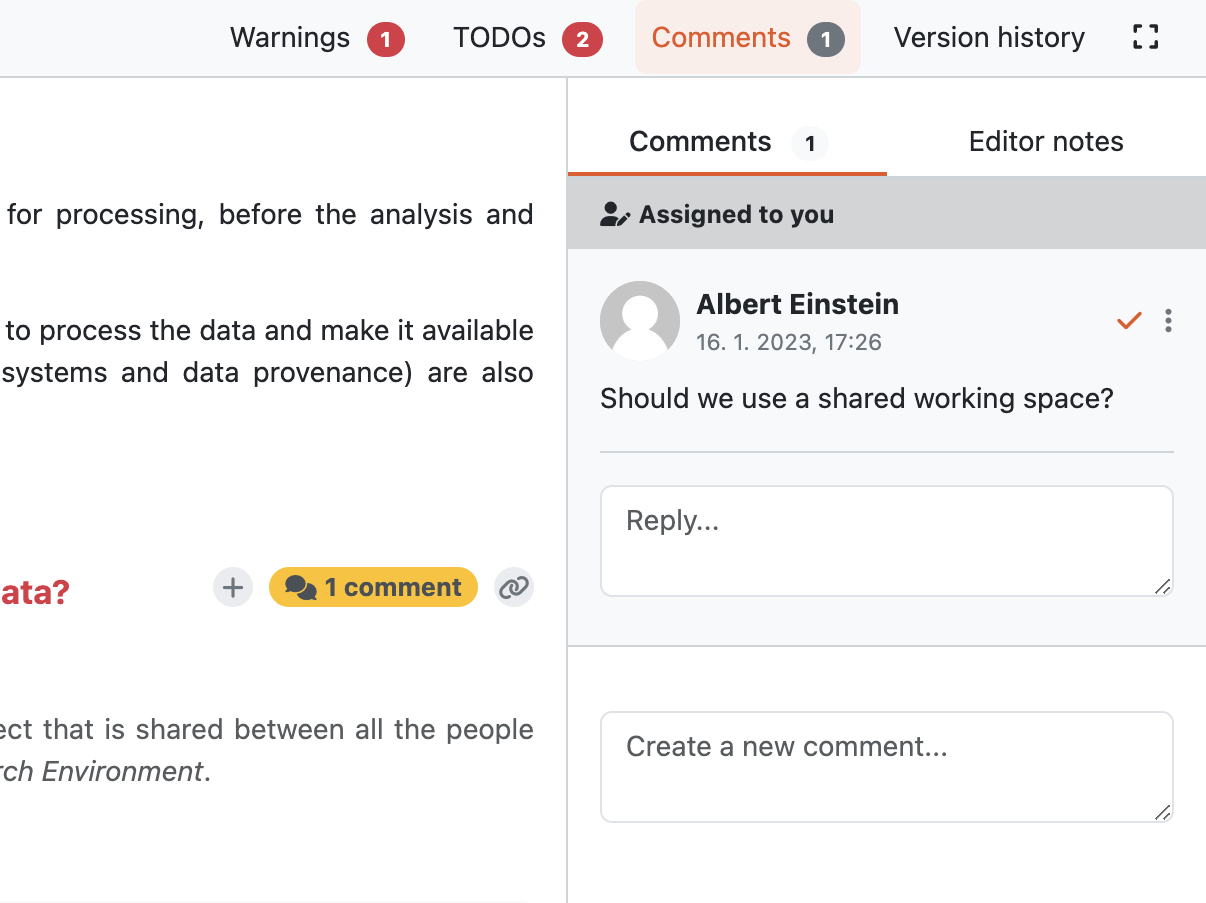 Warnings 1 TODOs 2 Comments 1 Version history
Comments 1 Editor notes
Assigned to you
Albert Einstein
16. 1. 2023, 17:26
Should we use a shared working space?
Reply...
Create a new comment...
for processing, before the analysis and
to process the data and make it available
systems and data provenance) are also
ata?
1 comment
ect that is shared between all the people
rch Environment.